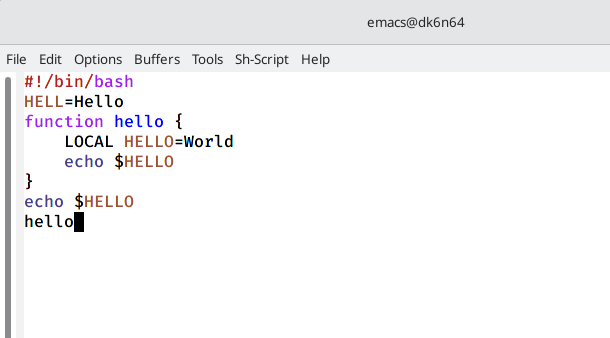 emacs@dk6n64
File Edit Options Buffers Tools Sh-Script Help
#!/bin/bash
HELL=Hello
function hello {
    LOCAL HELLO=World
    echo $HELLO
}
echo $HELLO
hello